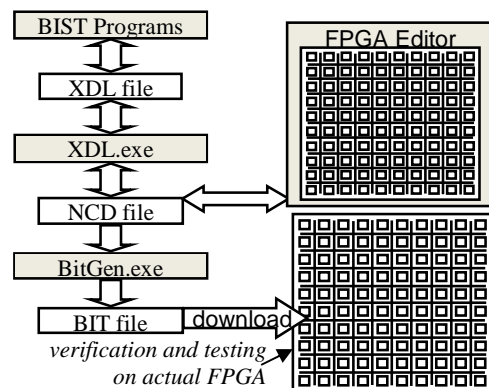 BIST Programs
FPGA Editor
XDL file
XDL.exe
NCD file
BitGen.exe
BIT file
download
verification and testing
on actual FPGA